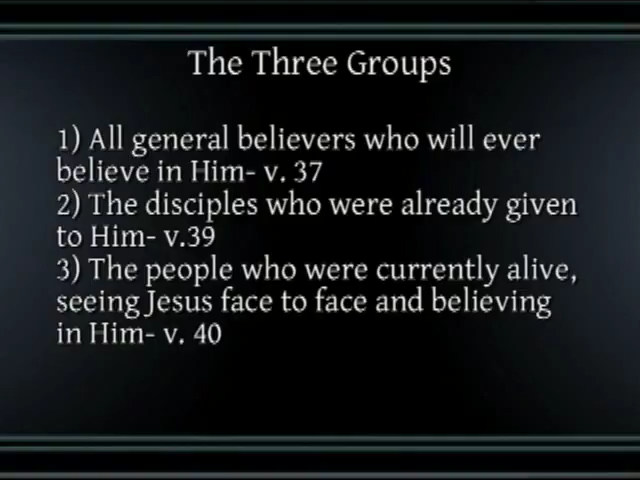 The Three Groups
1) All general believers who will ever
believe in Him- v. 37
2) The disciples who were already given
to Him- v.39
3) The people who were currently alive,
seeing Jesus face to face and believing
in Him- v. 40